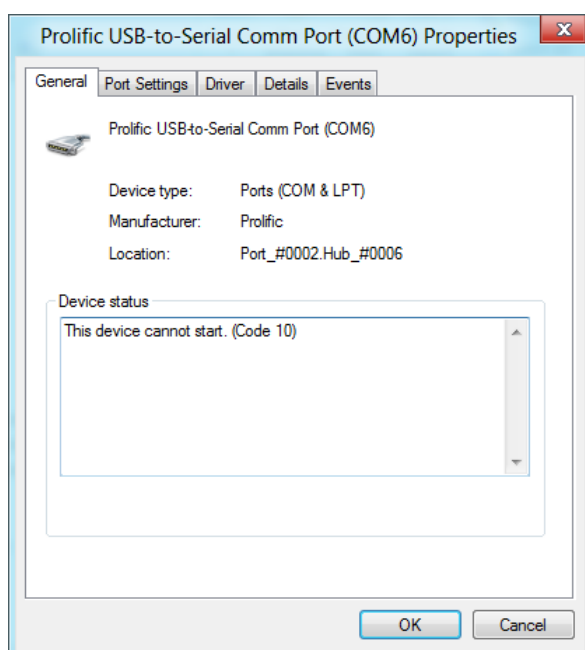 Prolific USB-to-Serial Comm Port (COM6) Properties
x
General Port Settings Driver Details Events
Prolific USB-to-Serial Comm Port (COM6)
Device type: Ports (COM & LPT)
Manufacturer: Prolific
Location: Port_#0002.Hub_#0006
Device status
This device cannot start. (Code 10)
OK Cancel